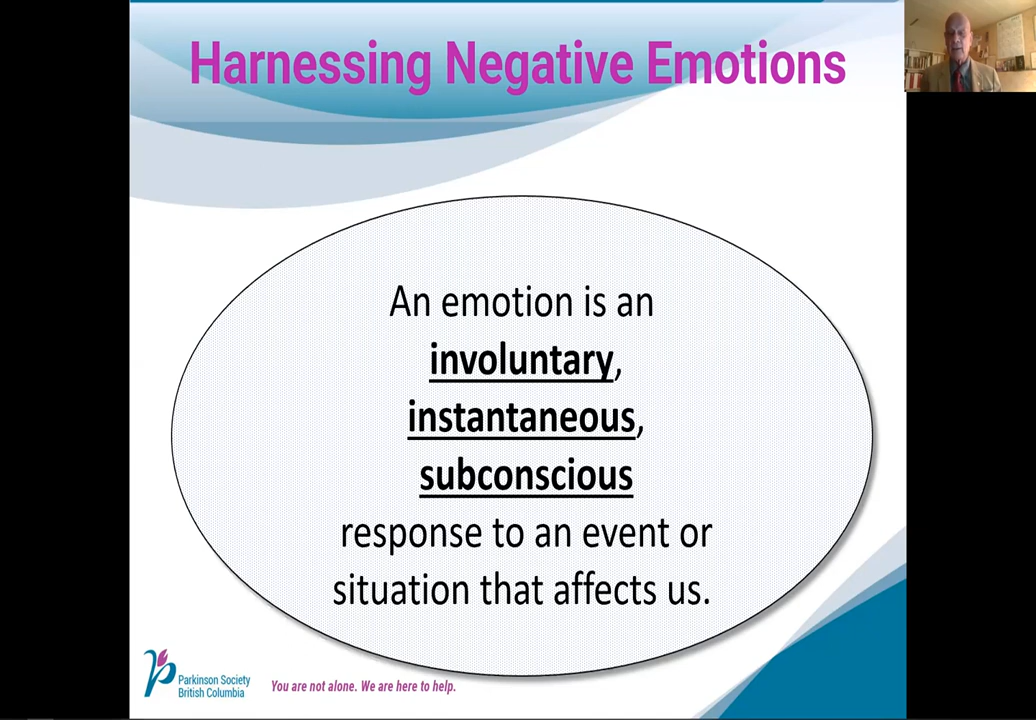 Harnessing Negative Emotions
An emotion is an
involuntary,
instantaneous,
subconscious
response to an event or
situation that affects us.
Parkinson Society
British Columbia
You are not alone. We are here to help.